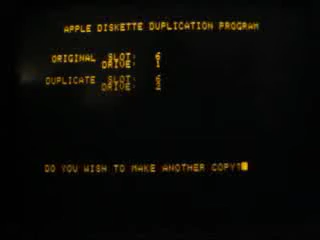 APPLE DISKETTE DUPLICATION PROGRAM
ORIGINAL SLOT: 6
DRIVE: 1
DUPLICATE SLOT: 6
DRIVE: 2
DO YOU WISH TO MAKE ANOTHER COPY?